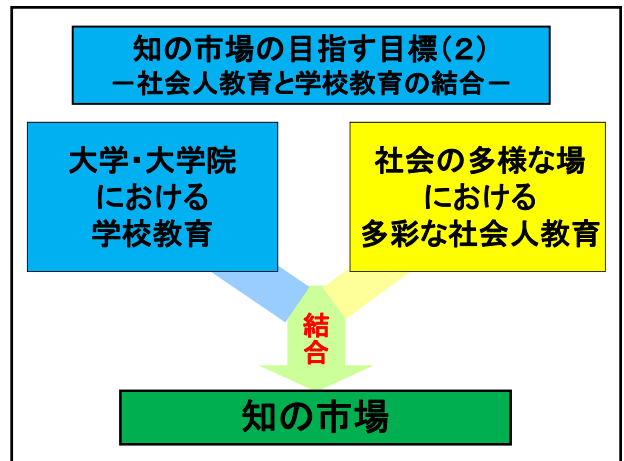 知の市場の目指す目標(2)
－社会人教育と学校教育の結合－
大学・大学院
における
学校教育
社会の多様な場
における
多彩な社会人教育
結
合
知の市場